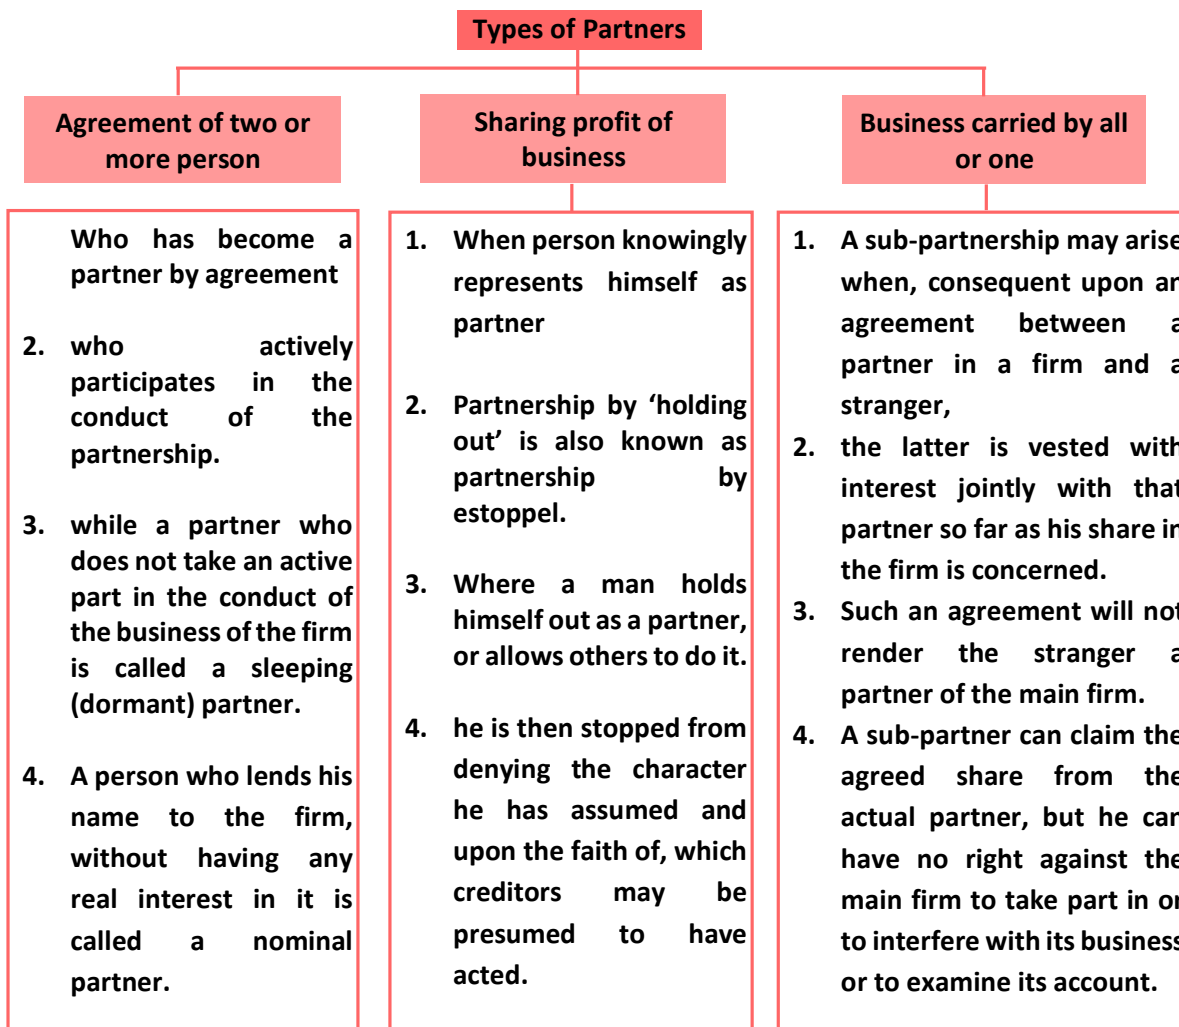 Types of Partners
Agreement of two or
more person
Sharing profit of
business
Business carried by all
or one
Who has become a
partner by agreement
2. who actively
participates in the
conduct of the
partnership.
3. while a partner who
does not take an active
part in the conduct of
the business of the firm
is called a sleeping
(dormant) partner.
4. A person who lends his
name to the firm,
without having any
real interest in it is
called a nominal
partner.
1. When person knowingly
represents himself as
partner
2. Partnership by ‘holding
out’ is also known as
partnership by
estoppel.
3. Where a man holds
himself out as a partner,
or allows others to do it.
4. he is then stopped from
denying the character
he has assumed and
upon the faith of, which
creditors may be
presumed to have
acted.
1. A sub-partnership may arise
when, consequent upon an
agreement between a
partner in a firm and a
stranger,
2. the latter is vested with
interest jointly with that
partner so far as his share in
the firm is concerned.
3. Such an agreement will not
render the stranger a
partner of the main firm.
4. A sub-partner can claim the
agreed share from the
actual partner, but he can
have no right against the
main firm to take part in or
to interfere with its business
or to examine its account.